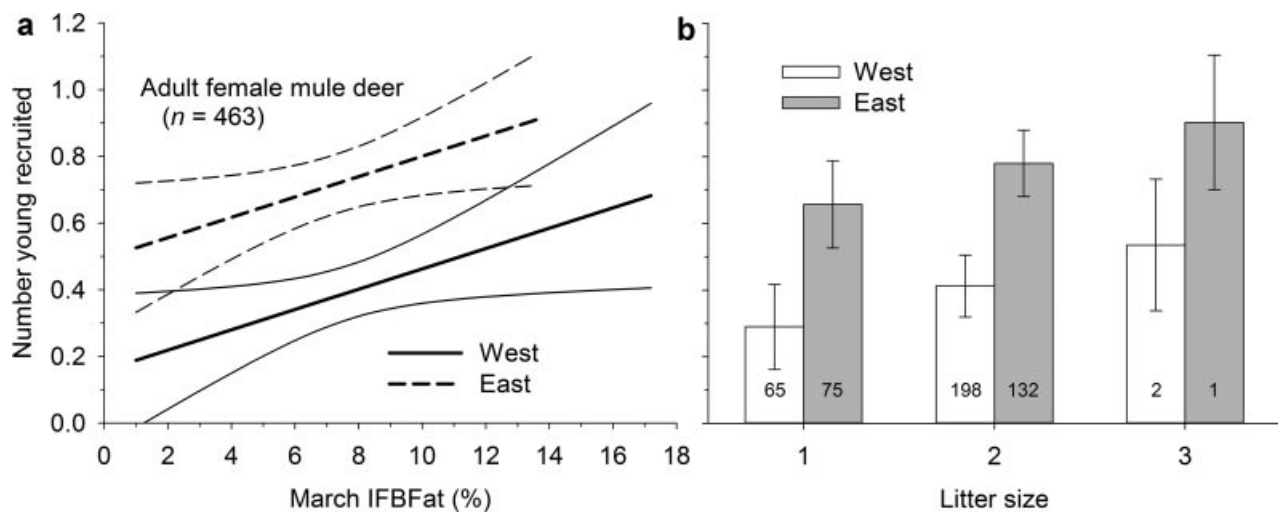 a
1.2
1.0
0.8
0.6
0.4
0.2
0.0
Number young recruited
Adult female mule deer
(n = 463)
West
East
0 2 4 6 8 10 12 14 16 18
March IFBFat (%)
b
West
East
65 75 198 132 2 1
1 2 3
Litter size